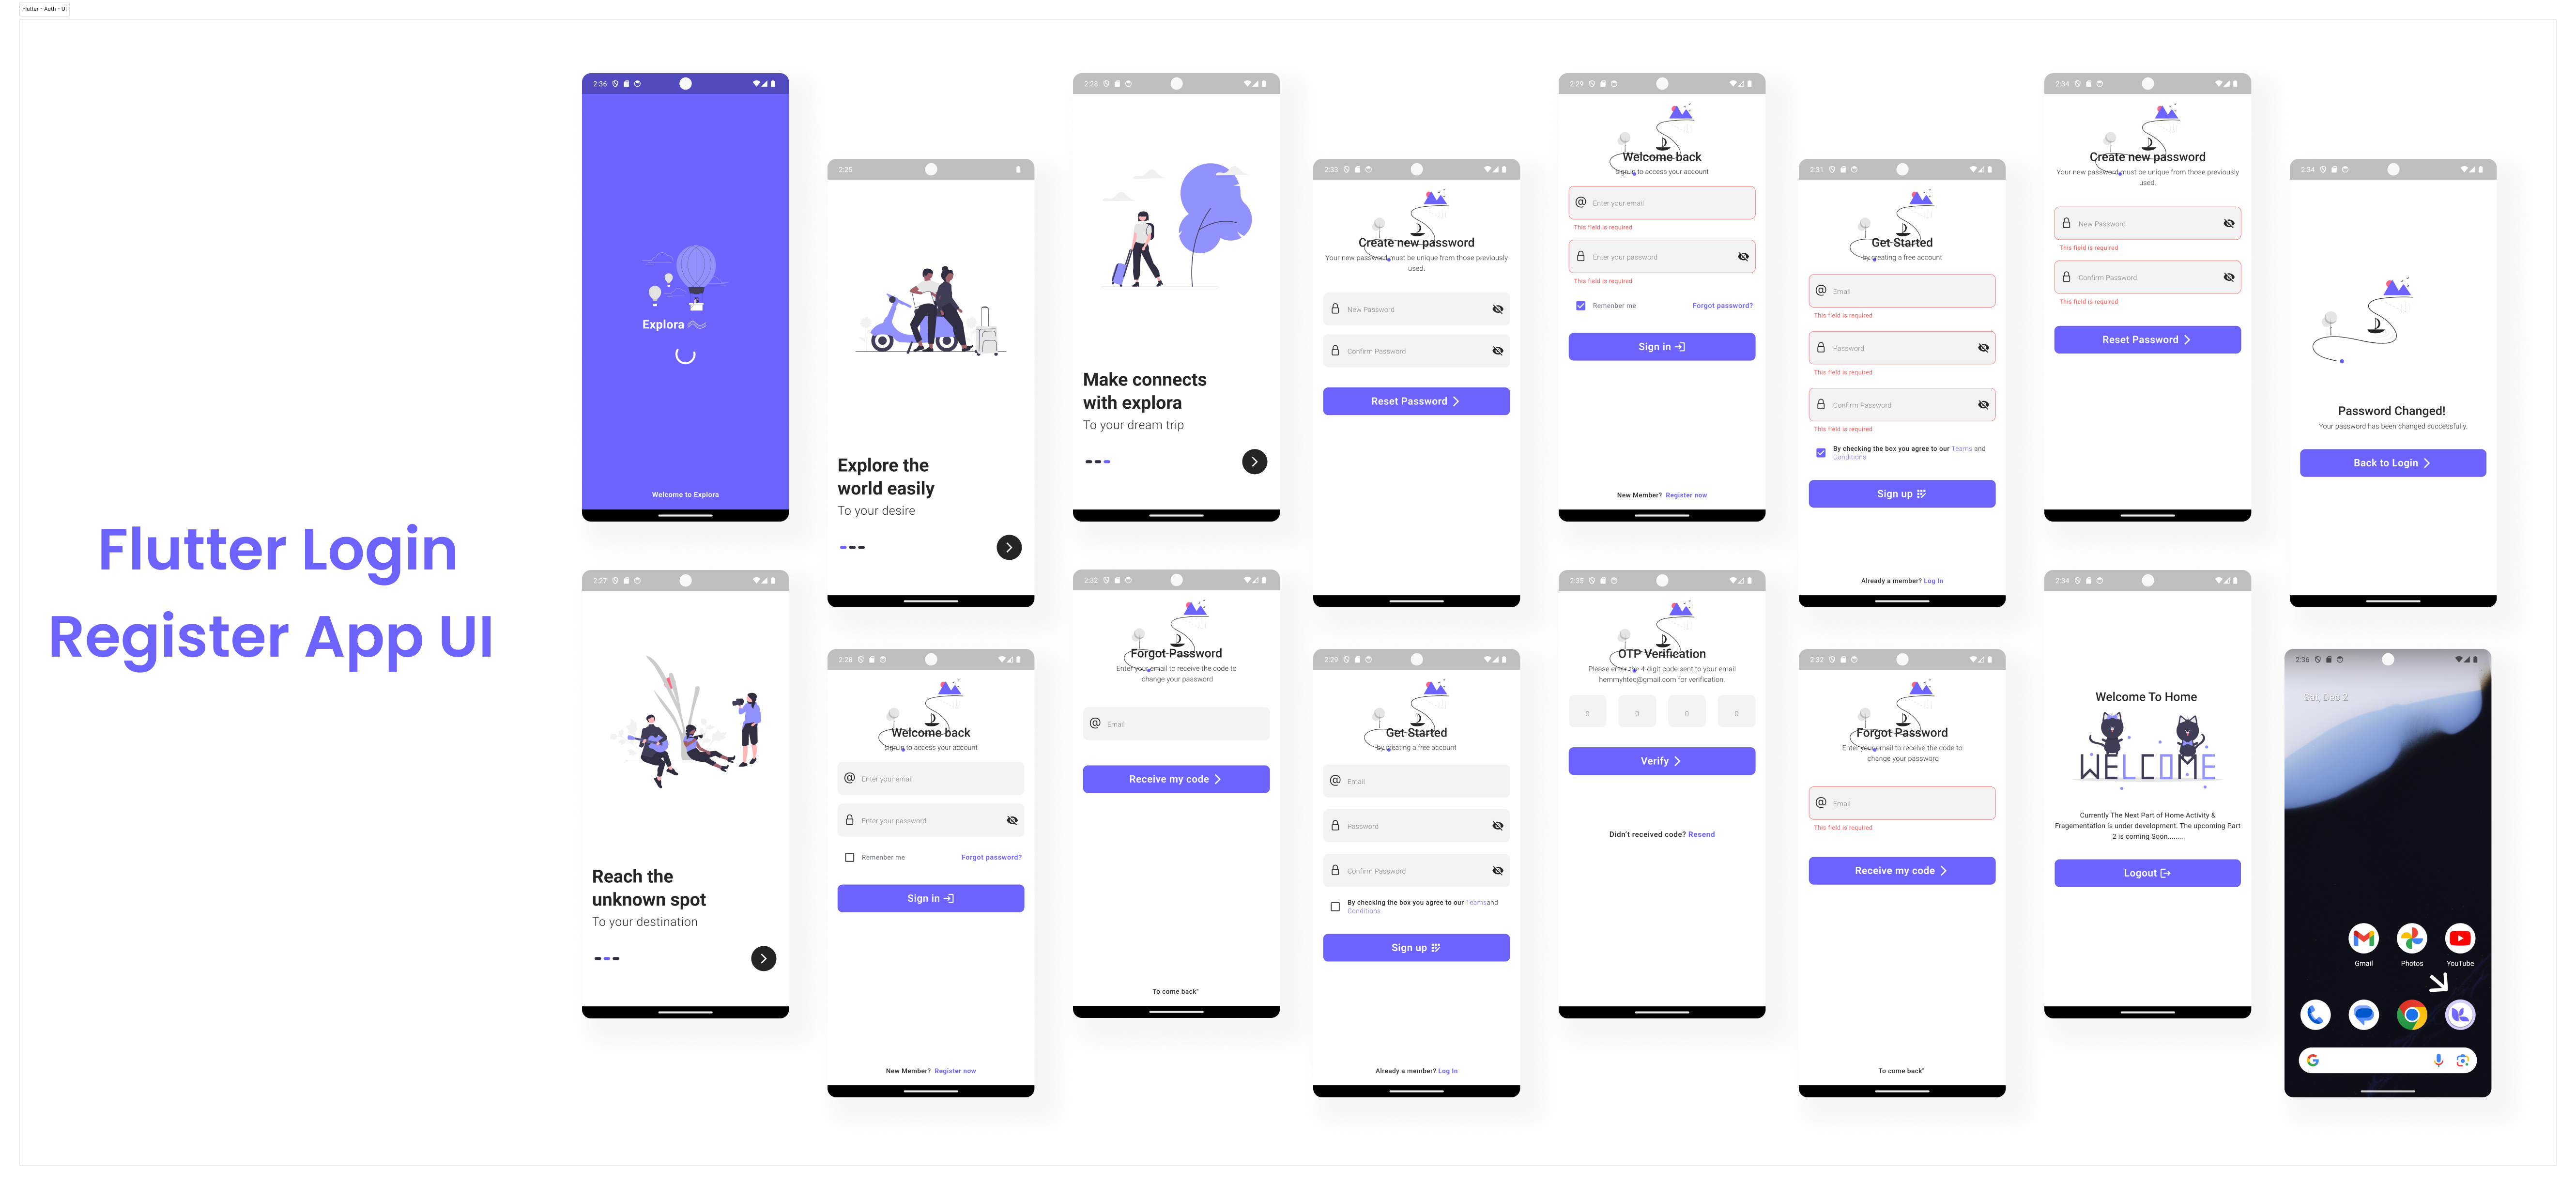 Flutter - Auth - UI
Flutter Login
Register App UI
2:36
Explora
Welcome to Explora
2:25
Explore the
world easily
To your desire
2:28
Make connects
with explora
To your dream trip
2:33
Create new password
Your new password must be unique from those previously
used.
New Password
Confirm Password
Reset Password
2:29
Welcome back
sign in to access your account
Enter your email
This field is required
Enter your password
This field is required
Remenber me
Forgot password?
Sign in
New Member? Register now
2:31
Get Started
by creating a free account
Email
This field is required
Password
This field is required
Confirm Password
This field is required
By checking the box you agree to our Teams and
Conditions
Sign up
Already a member? Log In
2:34
Create new password
Your new password must be unique from those previously
used.
New Password
This field is required
Confirm Password
This field is required
Reset Password
2:34
Password Changed!
Your password has been changed successfully.
Back to Login
2:27
Reach the
unknown spot
To your destination
2:28
Welcome back
sign in to access your account
Enter your email
Enter your password
Remenber me
Forgot password?
Sign in
New Member? Register now
2:32
Forgot Password
Enter your email to receive the code to
change your password
Email
Receive my code
To come back"
2:29
Get Started
by creating a free account
Email
Password
Confirm Password
By checking the box you agree to our Teamsand
Conditions
Sign up
Already a member? Log In
2:35
OTP Verification
Please enter the 4-digit code sent to your email
hemmyhtec@gmail.com for verification.
0 0 0 0
Verify
Didn't received code? Resend
2:32
Forgot Password
Enter your email to receive the code to
change your password
Email
This field is required
Receive my code
To come back"
2:34
Welcome To Home
WELCOME
Currently The Next Part of Home Activity &
Fragementation is under development. The upcoming Part
2 is coming Soon........
Logout
2:36
Sat, Dec 2
Gmail
Photos
YouTube